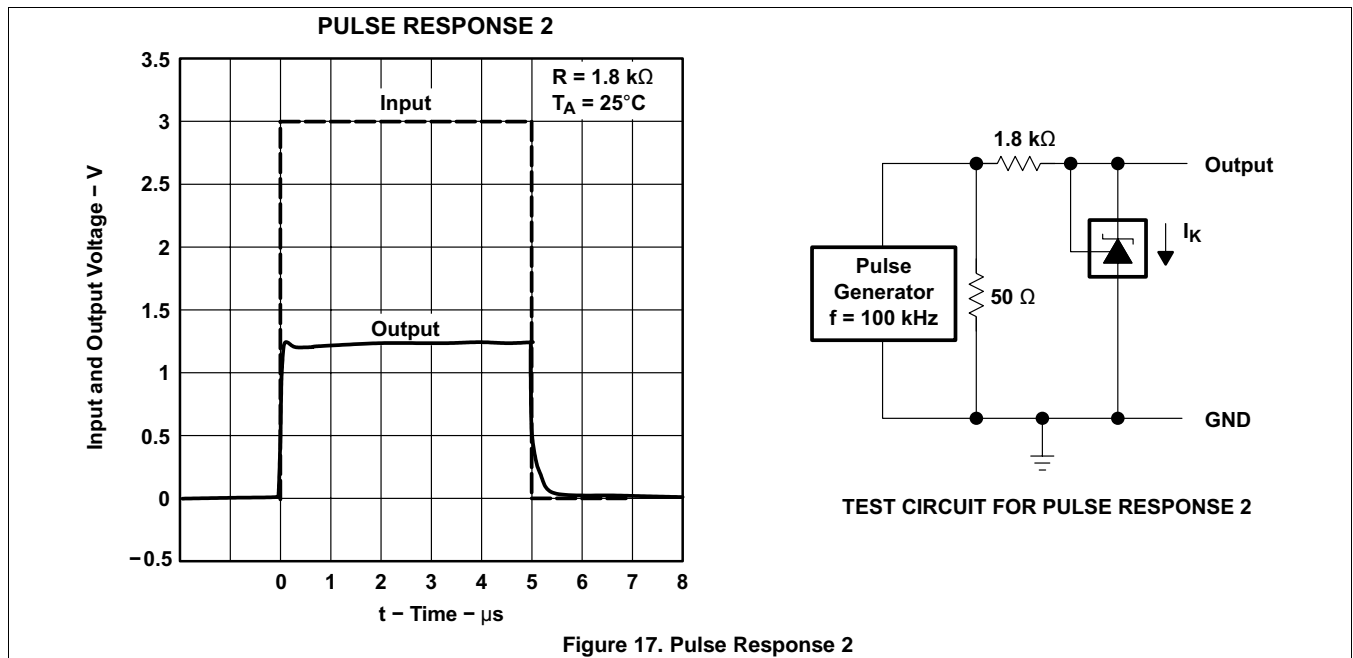 PULSE RESPONSE 2
3.5
3
2.5
2
1.5
1
0.5
0
−0.5
Input and Output Voltage − V
R = 1.8 kΩ
T_A = 25°C
Input
Output
0 1 2 3 4 5 6 7 8
t − Time − μs
1.8 kΩ
Output
I_K
Pulse
Generator
f = 100 kHz
50 Ω
GND
TEST CIRCUIT FOR PULSE RESPONSE 2
Figure 17. Pulse Response 2